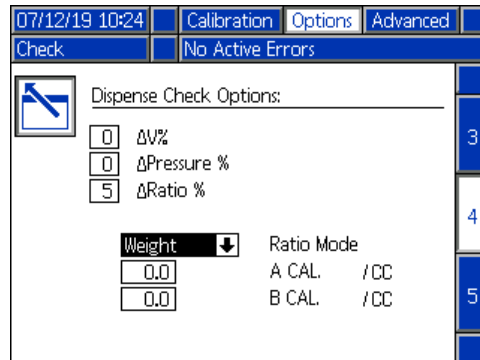 07/12/19 10:24 Calibration Options Advanced
Check No Active Errors
Dispense Check Options:
0 ΔV%
0 ΔPressure %
5 ΔRatio %
3
4
Weight Ratio Mode
0.0 A CAL. /CC
0.0 B CAL. /CC
5